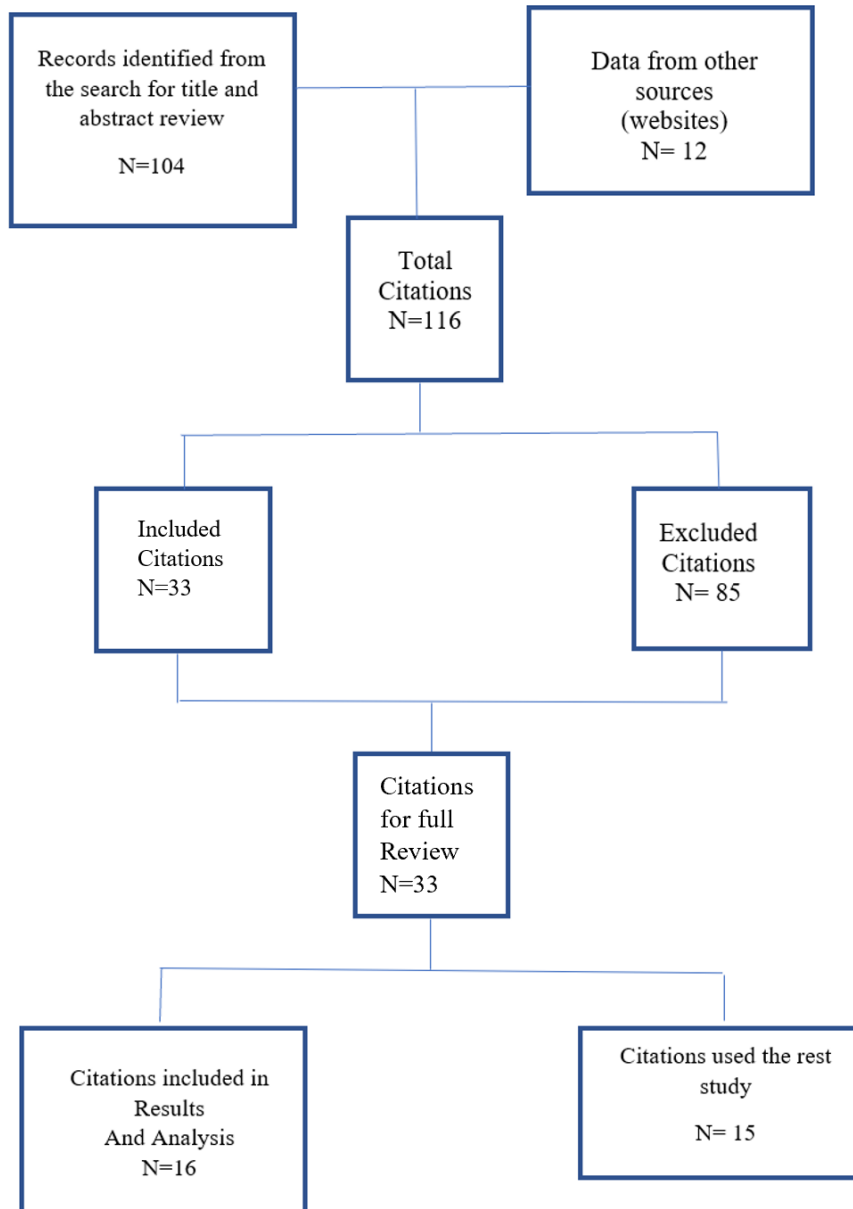 Records identified from
the search for title and
abstract review
N=104
Data from other
sources
(websites)
N= 12
Total
Citations
N=116
Included
Citations
N=33
Excluded
Citations
N= 85
Citations
for full
Review
N=33
Citations included in
Results
And Analysis
N=16
Citations used the rest
study
N= 15